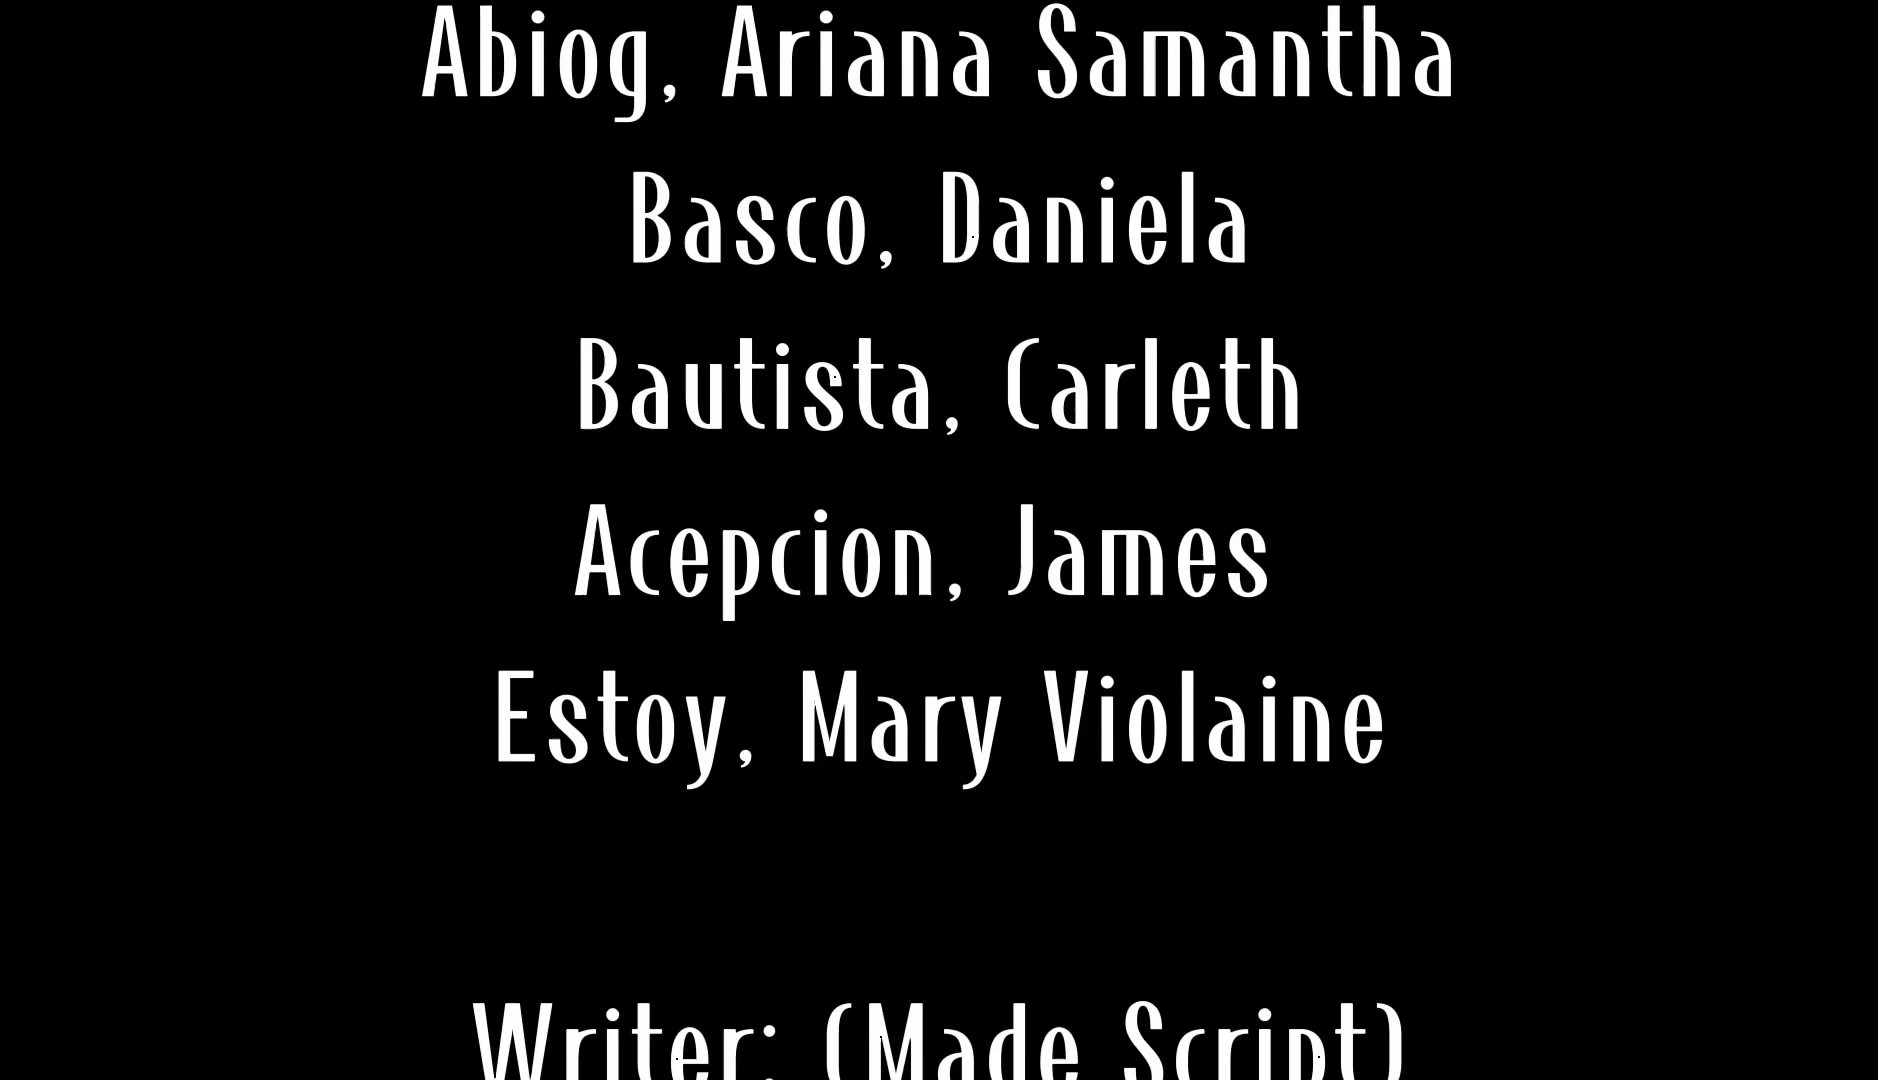 Abiog, Ariana Samantha
Basco, Daniela
Bautista, Carleth
Acepcion, James
Estoy, Mary Violaine
Writer: (Made Script)